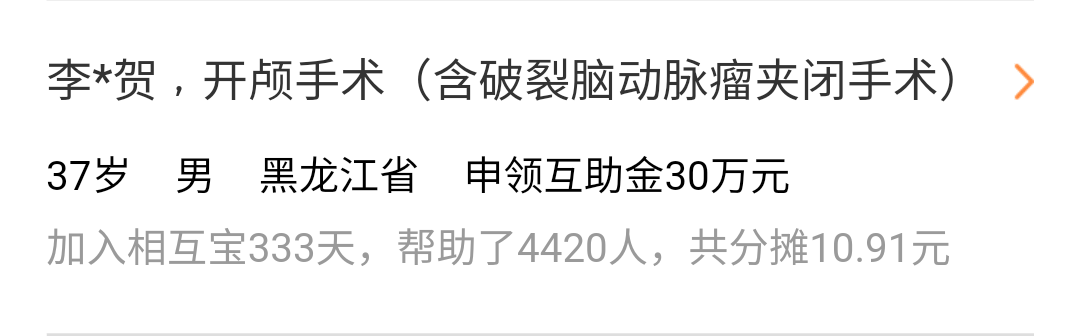 李*贺，开颅手术（含破裂脑动脉瘤夹闭手术）
37岁 男 黑龙江省 申领互助金30万元
加入相互宝333天，帮助了4420人，共分摊10.91元